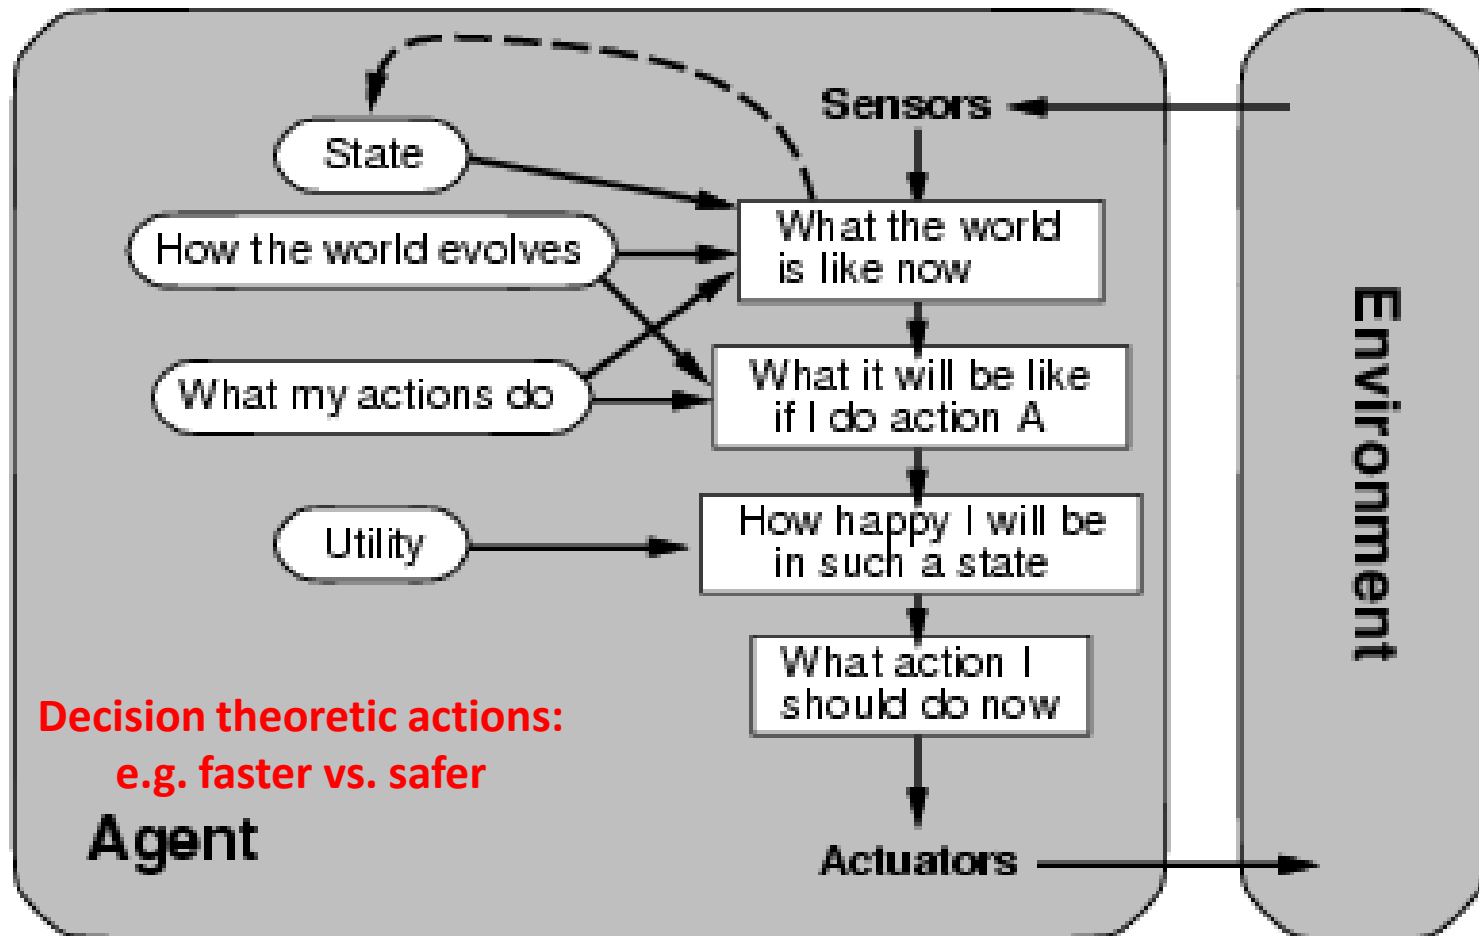 Sensors
State
What the world
is like now
How the world evolves
What my actions do
What it will be like
if I do action A
Utility
How happy I will be
in such a state
What action I
should do now
Decision theoretic actions:
e.g. faster vs. safer
Agent
Actuators
Environment